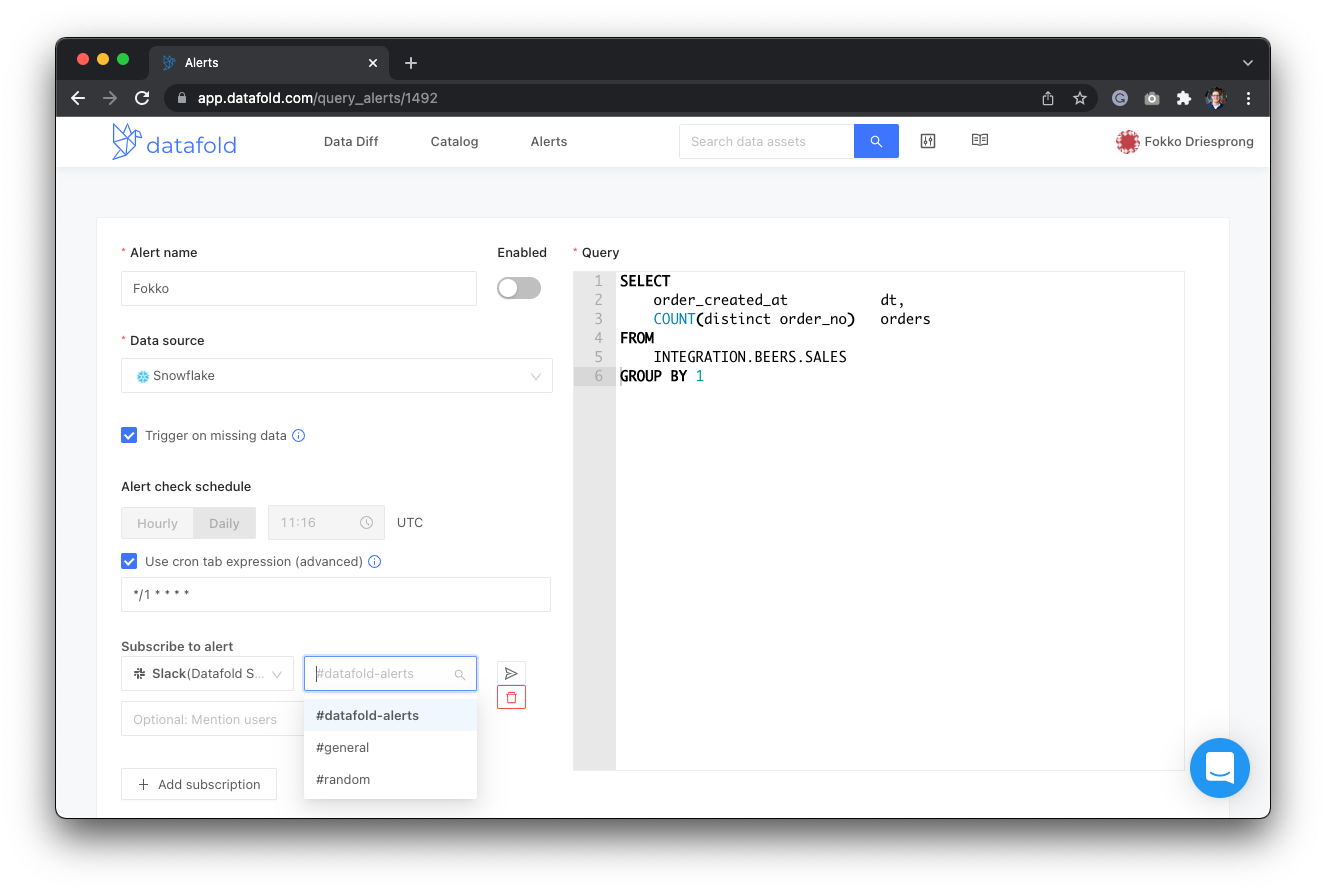 Alerts
app.datafold.com/query_alerts/1492
datafold
Data Diff
Catalog
Alerts
Search data assets
Fokko Driesprong
* Alert name
Enabled
Fokko
* Data source
Snowflake
Trigger on missing data
Alert check schedule
Hourly
Daily
11:16
UTC
Use cron tab expression (advanced)
*/1 * * * *
Subscribe to alert
Slack(Datafold S...
#datafold-alerts
Optional: Mention users
#datafold-alerts
#general
#random
+ Add subscription
* Query
1 SELECT
2 order_created_at dt,
3 COUNT(distinct order_no) orders
4 FROM
5 INTEGRATION.BEERS.SALES
6 GROUP BY 1